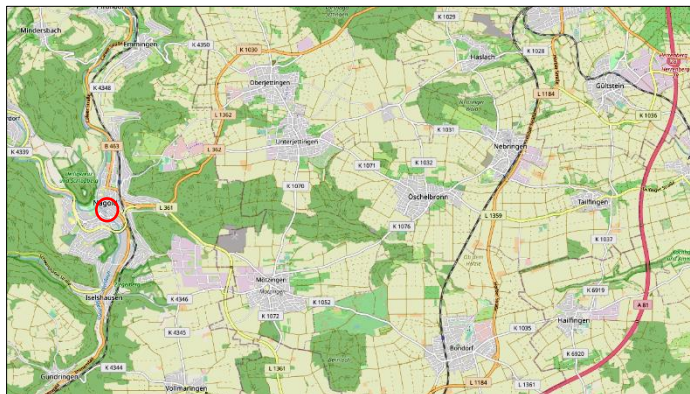 Mindersbach
Emmingen
K 4350
K 1030
K 1029
Haslach
K 1028
K 4348
Oberjettingen
L 1184
Gültstein
L 1362
K 1036
K 4339
B 463
L 362
Unterjettingen
K 1031
Nebringen
K 1071
K 1032
K 1070
Öschelbronn
Nagold
L 361
L 1359
Tailfingen
K 1076
K 1037
Mötzingen
Mötzingen
K 6919
Iselshausen
K 4346
K 1052
A 81
K 1072
Hailfingen
K 4345
K 1035
Bondorf
K 6920
K 4344
L 1361
Gündringen
Vollmaringen
L 1184
L 1361